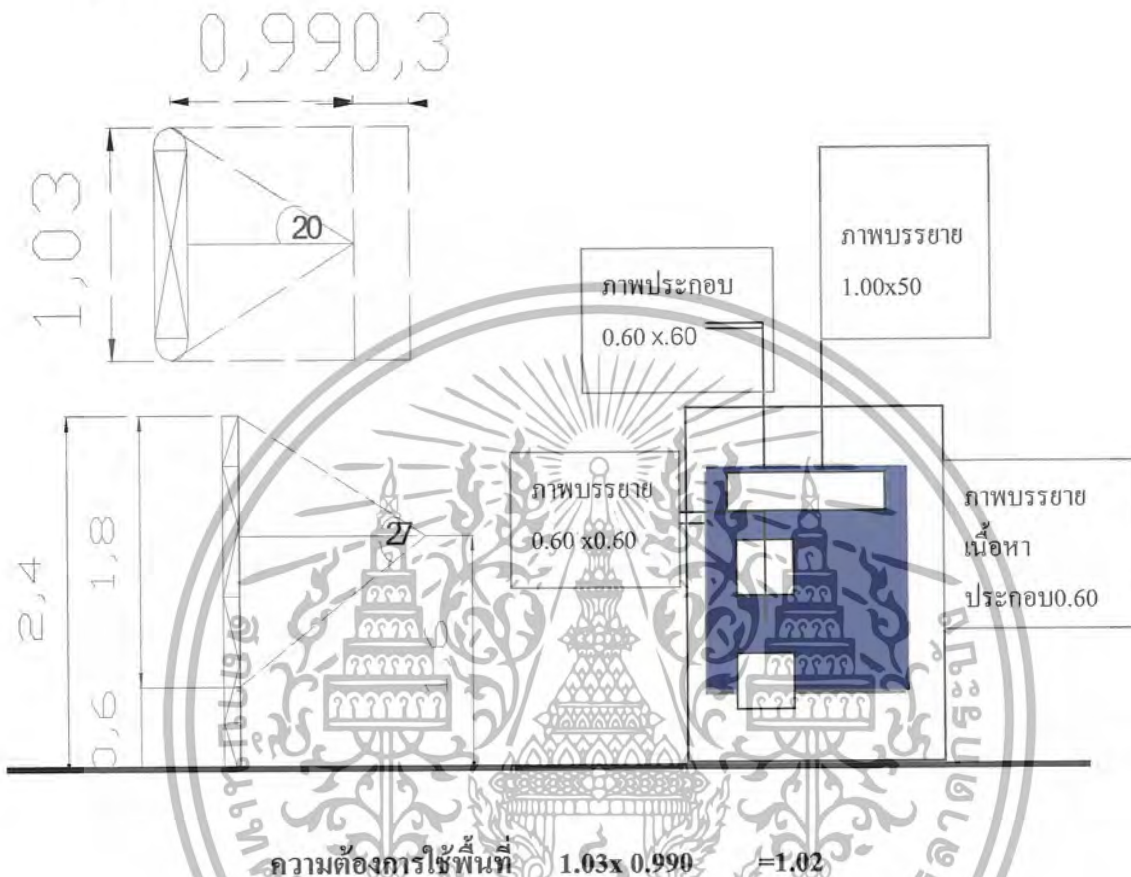 0,990,3
1,03
20
ภาพบรรยาย
1.00x50
ภาพประกอบ
0.60 x.60
ภาพบรรยาย
0.60 x0.60
ภาพบรรยาย
เนื้อหา
ประกอบ0.60
27
2,4
1,8
0,6
ความต้องการใช้พื้นที่ 1.03x 0.990 =1.02